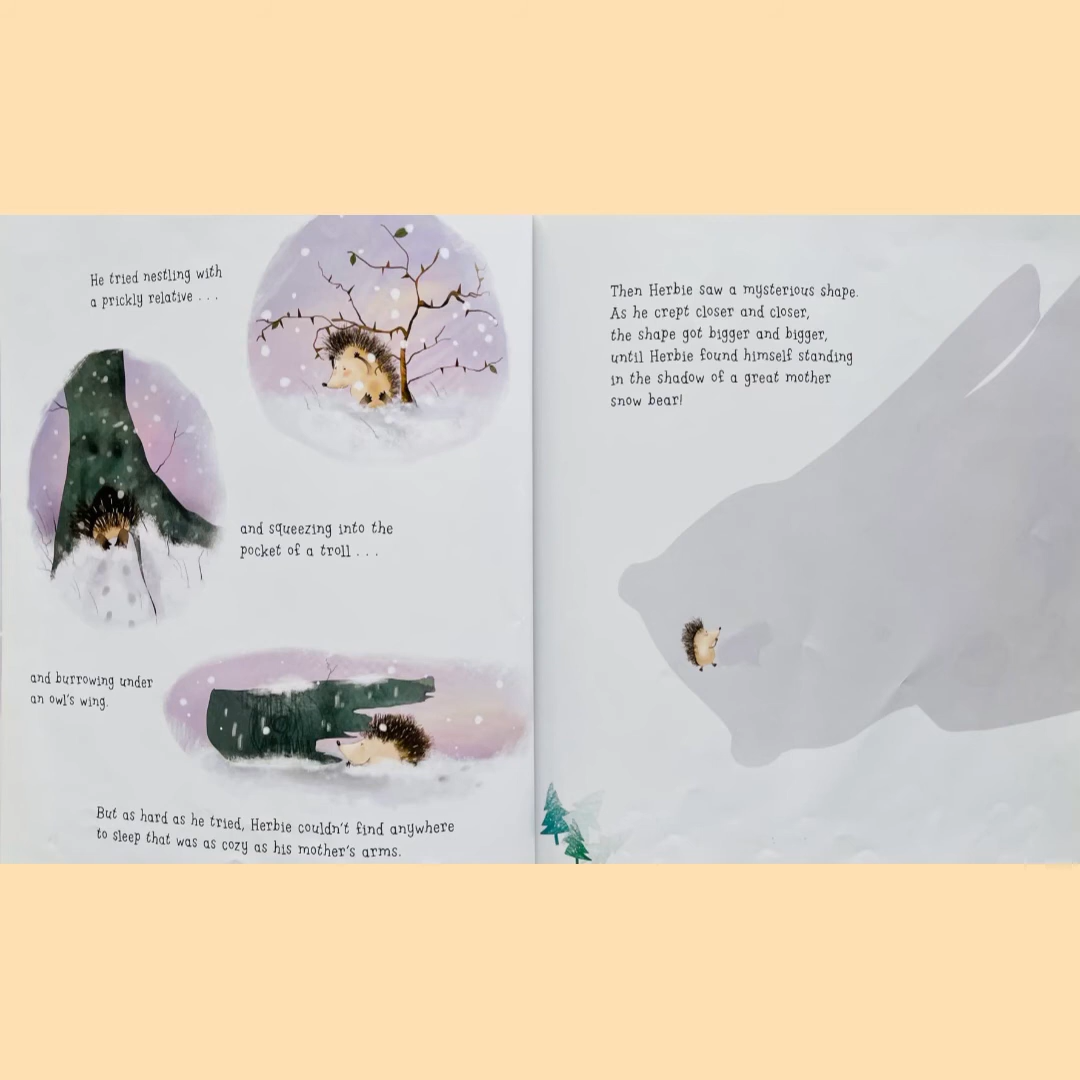 He tried nestling with
a prickly relative . . .
and squeezing into the
pocket of a troll . . .
and burrowing under
an owl's wing.
But as hard as he tried, Herbie couldn't find anywhere
to sleep that was as cozy as his mother's arms.
Then Herbie saw a mysterious shape.
As he crept closer and closer,
the shape got bigger and bigger,
until Herbie found himself standing
in the shadow of a great mother
snow bear!